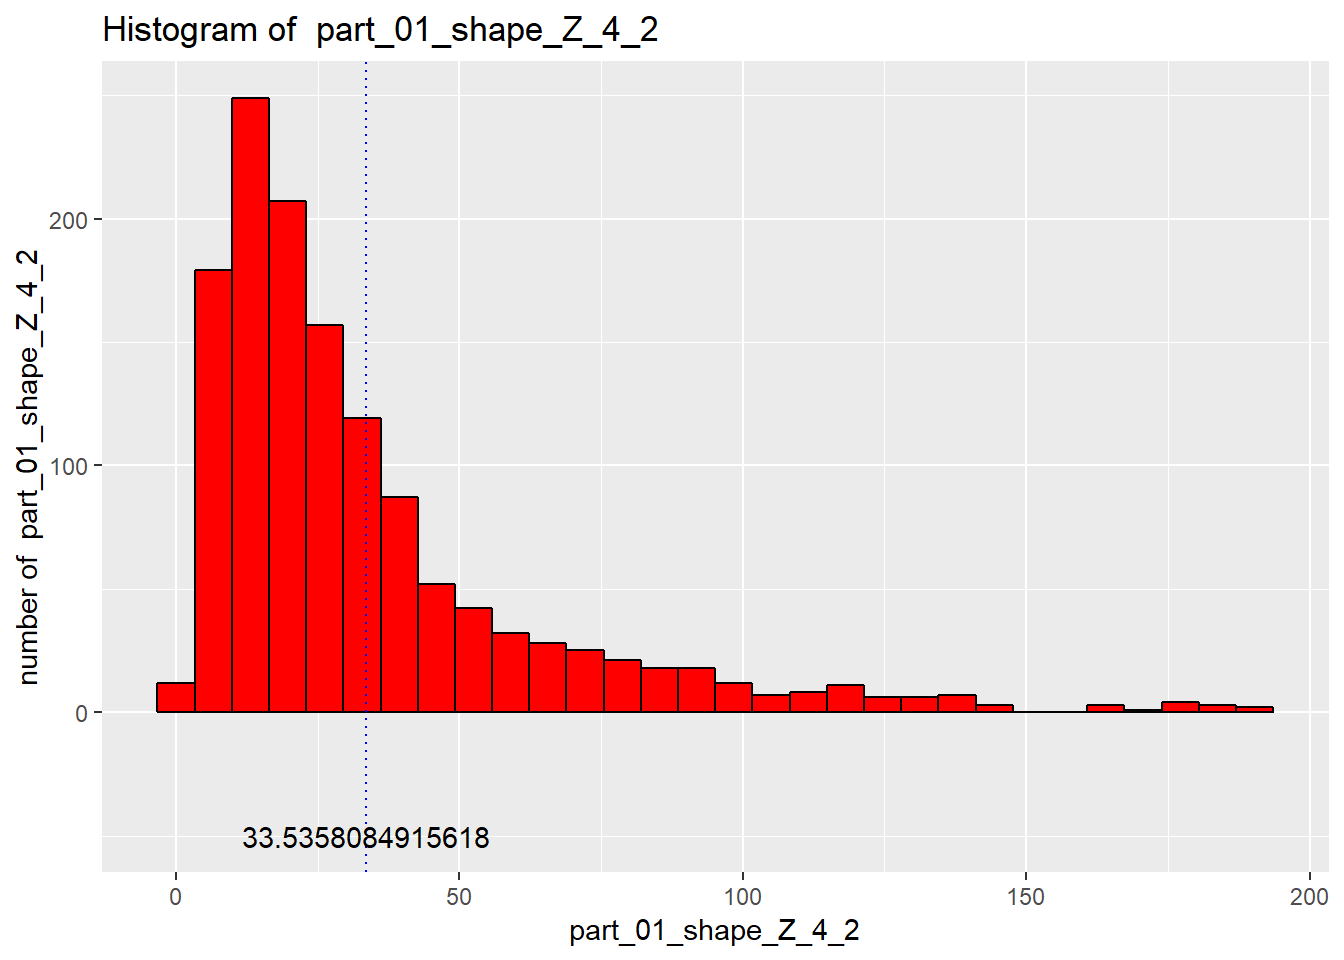 Histogram of  part_01_shape_Z_4_2
number of  part_01_shape_Z_4_2
200
100
0
33.5358084915618
0 50 100 150 200
part_01_shape_Z_4_2